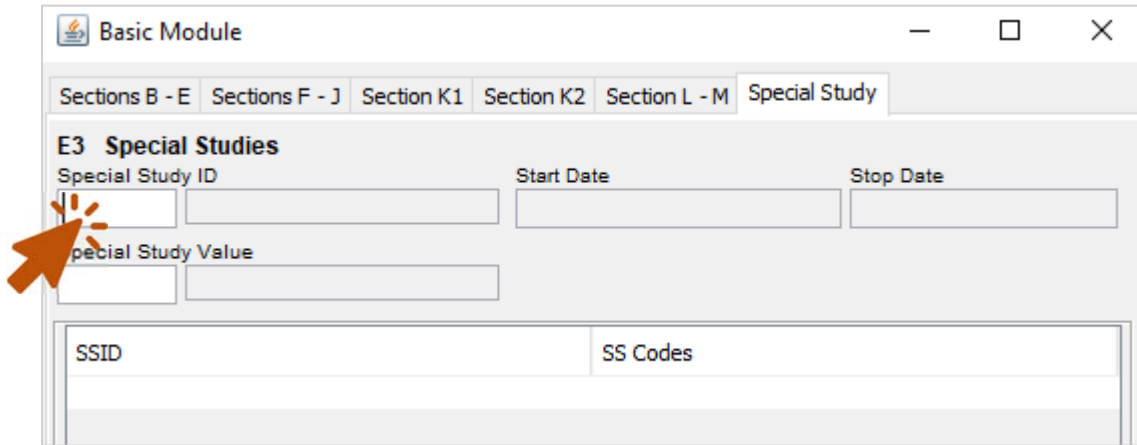 Basic Module
Sections B - E Sections F - J Section K1 Section K2 Section L - M Special Study
E3 Special Studies
Special Study ID Start Date Stop Date
Special Study Value
SSID SS Codes